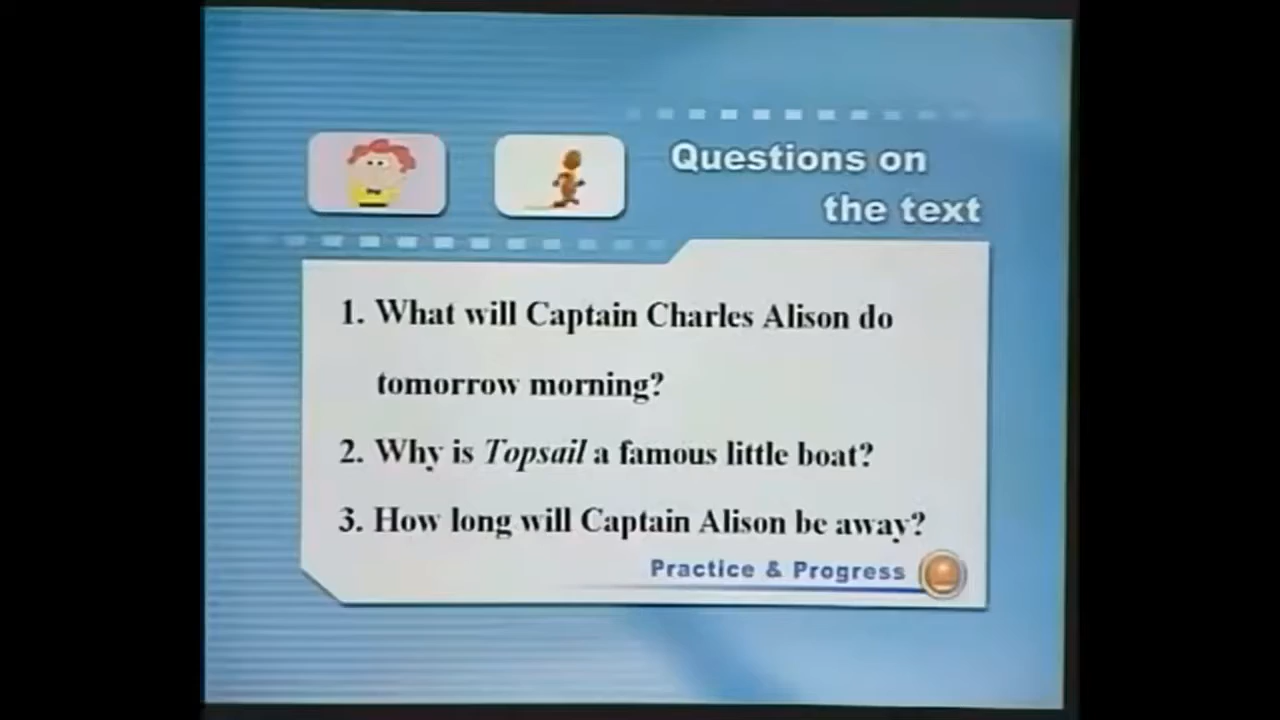 Questions on
the text
1. What will Captain Charles Alison do
tomorrow morning?
2. Why is Topsail a famous little boat?
3. How long will Captain Alison be away?
Practice & Progress